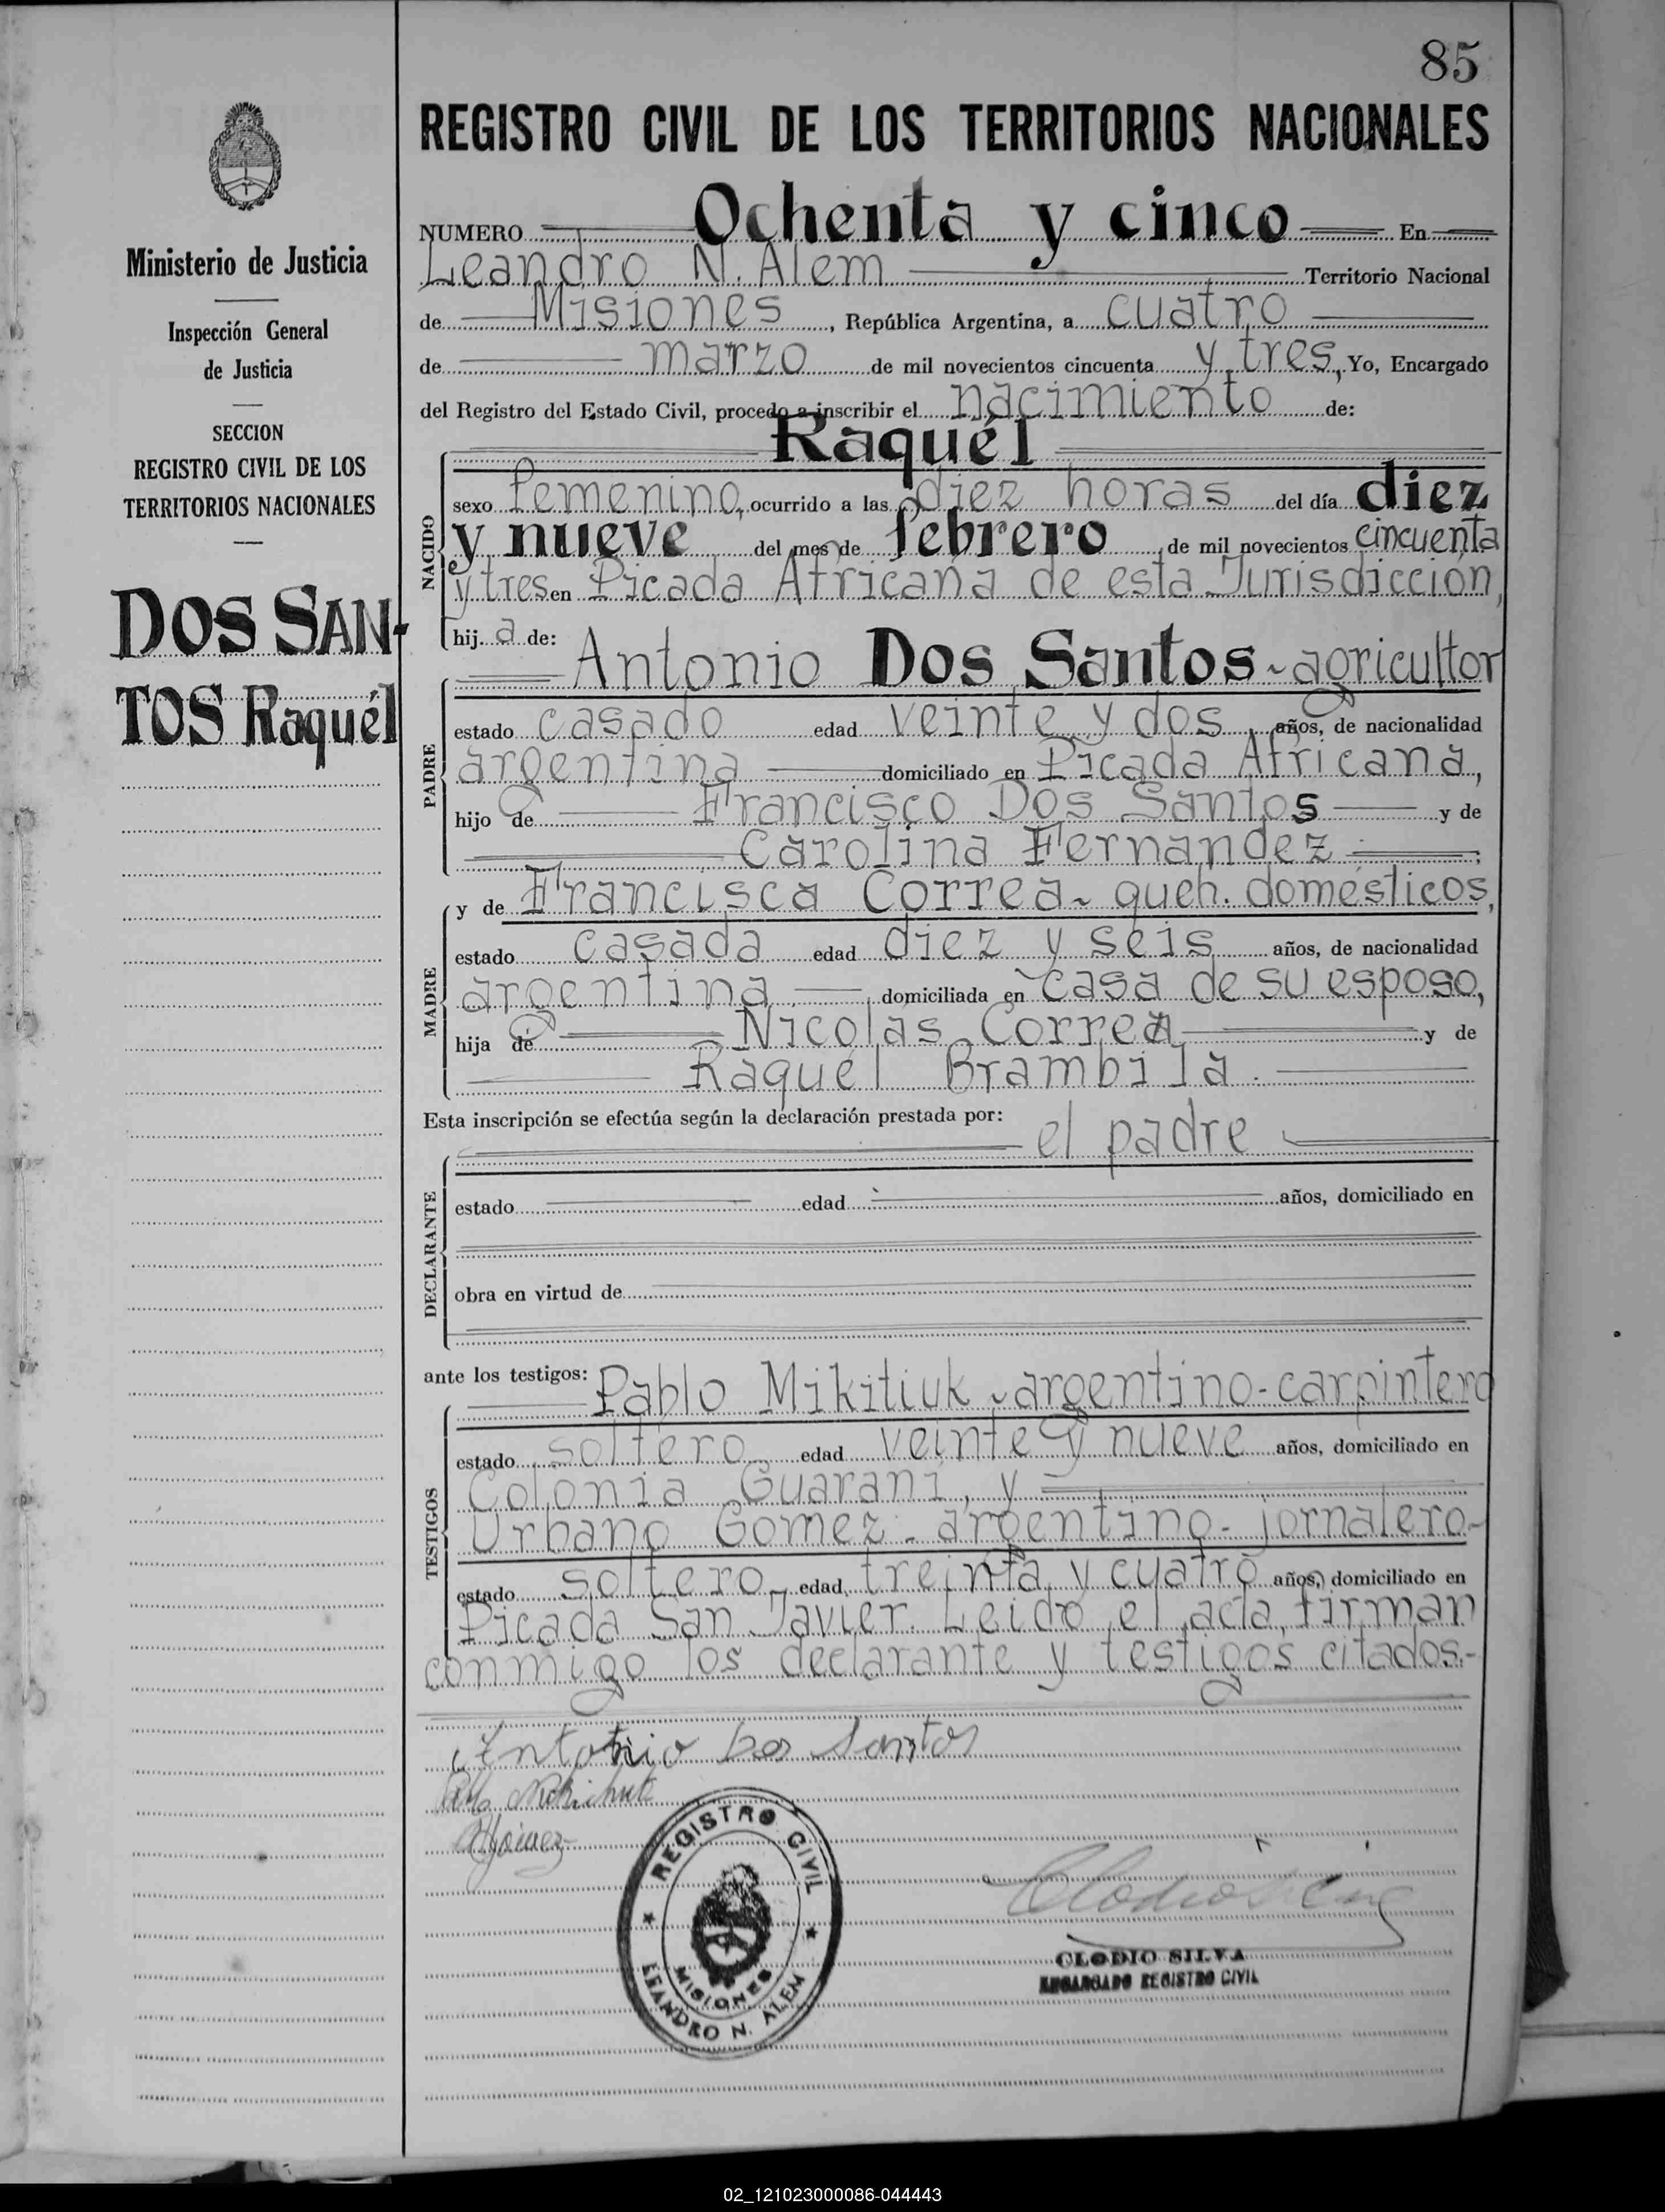 85
REGISTRO CIVIL DE LOS TERRITORIOS NACIONALES
Ministerio de Justicia
Inspección General
de Justicia
SECCION
REGISTRO CIVIL DE LOS
TERRITORIOS NACIONALES
DOS SAN-
TOS Raquél
NUMERO Ochenta y cinco En
Leandro N. Alem Territorio Nacional
de Misiones, República Argentina, a cuatro
de marzo de mil novecientos cincuenta y tres, Yo, Encargado
del Registro del Estado Civil, procedo a inscribir el nacimiento de:
Raquél
NACIDO
sexo femenino, ocurrido a las diez horas del día diez
y nueve del mes de febrero, de mil novecientos cincuenta
y tres en Picada Africana de esta Jurisdicción,
hij a de:
Antonio Dos Santos - agricultor
PADRE
estado casado edad veinte y dos años, de nacionalidad
argentina domiciliado en Picada Africana,
hijo de Francisco Dos Santos y de
Carolina Fernandez;
y de Francisca Correa - queh. domésticos,
MADRE
estado casada edad diez y seis años, de nacionalidad
argentina, domiciliada en casa de su esposo,
hija de Nicolás Correa y de
Raquel Brambila.
Esta inscripción se efectúa según la declaración prestada por:
el padre
DECLARANTE
estado edad años, domiciliado en
obra en virtud de
ante los testigos:
Pablo Mikitiuk - argentino - carpintero
TESTIGOS
estado soltero edad veinte y nueve años, domiciliado en
Colonia Guaraní, y
Urbano Gomez - argentino - jornalero -
estado soltero, edad treinta y cuatro años, domiciliado en
Picada San Javier. Leido el acta, firman
conmigo los declarante y testigos citados.-
Antonio Dos Santos
Gómez
REGISTRO CIVIL
MISIONES
LEANDRO N. ALEM
CLODIO SILVA
ENCARGADO REGISTRO CIVIL
02_121023000086-044443